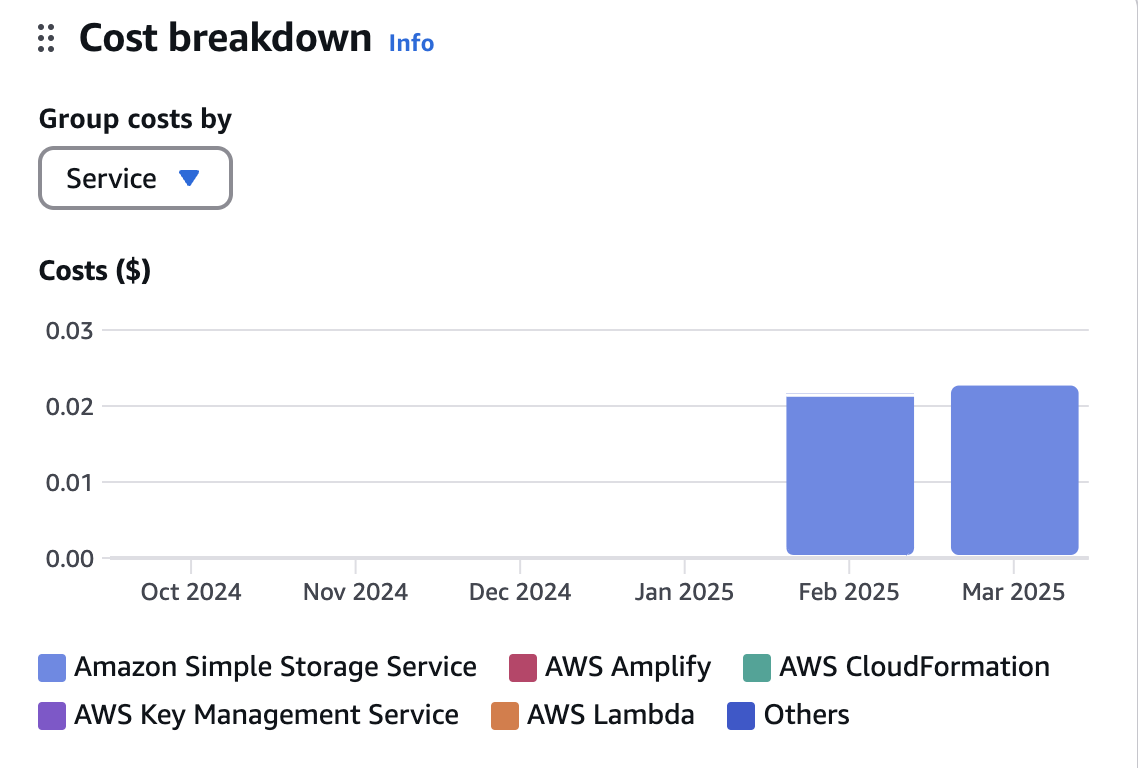 Cost breakdown Info
Group costs by
Service
Costs ($)
0.03
0.02
0.01
0.00
Oct 2024 Nov 2024 Dec 2024 Jan 2025 Feb 2025 Mar 2025
Amazon Simple Storage Service AWS Amplify AWS CloudFormation
AWS Key Management Service AWS Lambda Others